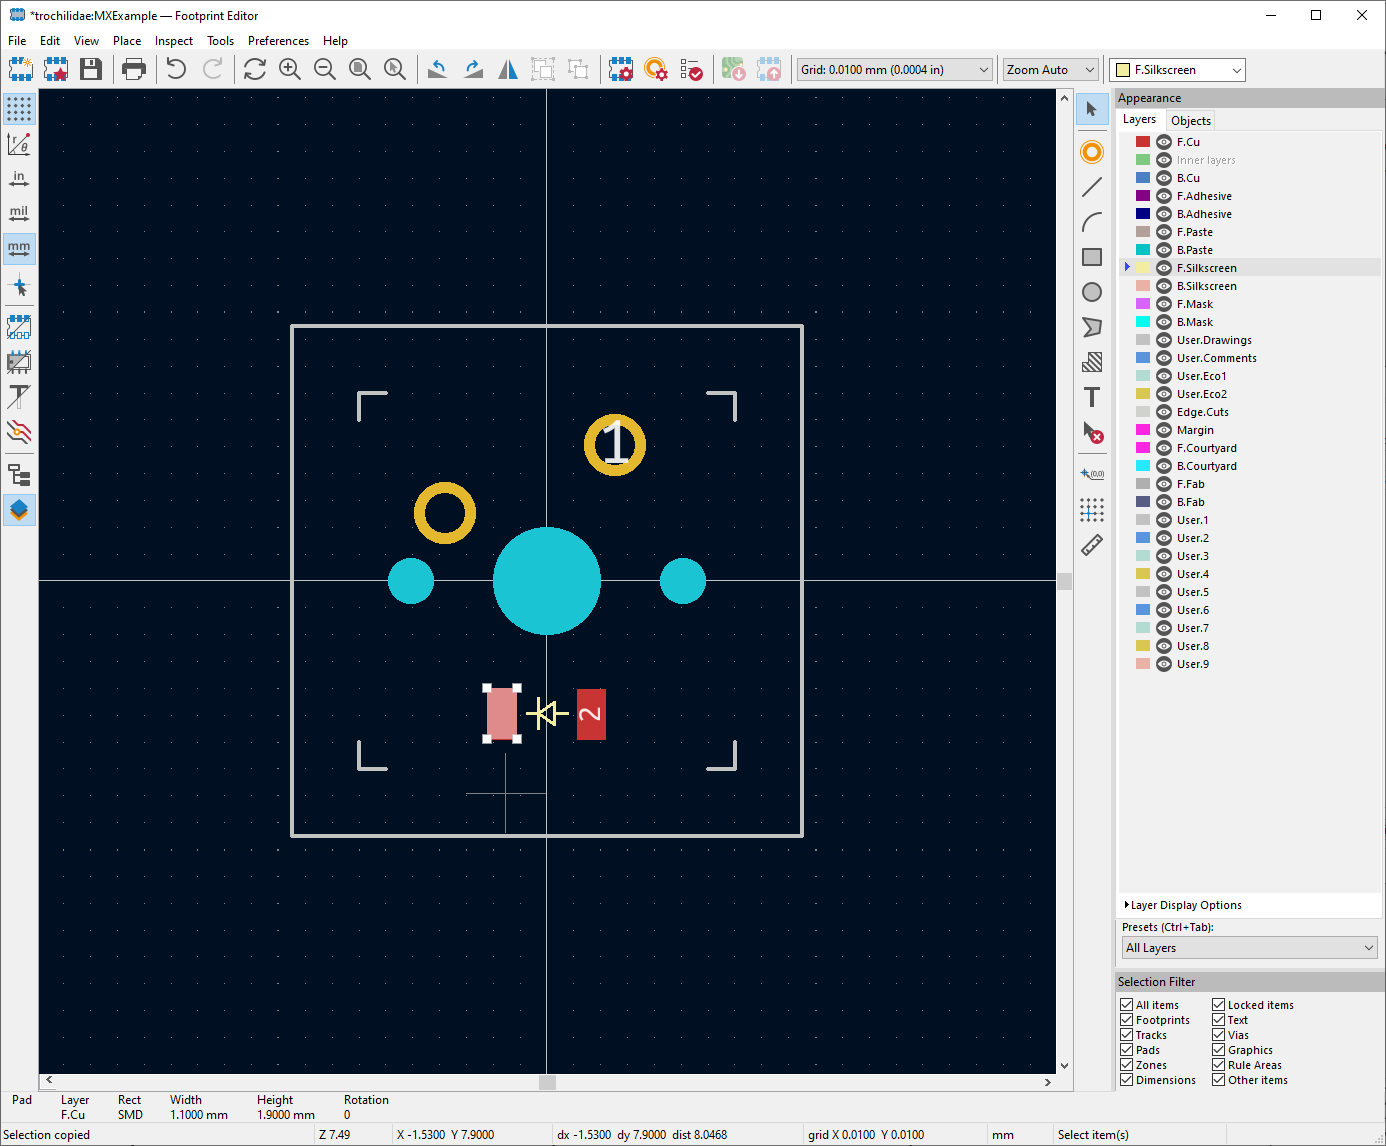 *trochilidae:MXExample — Footprint Editor
File Edit View Place Inspect Tools Preferences Help
Grid: 0.0100 mm (0.0004 in) Zoom Auto F.Silkscreen
Appearance
Layers Objects
F.Cu
Inner layers
B.Cu
F.Adhesive
B.Adhesive
F.Paste
B.Paste
F.Silkscreen
B.Silkscreen
F.Mask
B.Mask
User.Drawings
User.Comments
User.Eco1
User.Eco2
Edge.Cuts
Margin
F.Courtyard
B.Courtyard
F.Fab
B.Fab
User.1
User.2
User.3
User.4
User.5
User.6
User.7
User.8
User.9
r θ
in
mil
mm
1
2
T
(0,0)
Layer Display Options
Presets (Ctrl+Tab):
All Layers
Selection Filter
All items Locked items
Footprints Text
Tracks Vias
Pads Graphics
Zones Rule Areas
Dimensions Other items
Pad Layer Rect Width Height Rotation
F.Cu SMD 1.1000 mm 1.9000 mm 0
Selection copied Z 7.49 X -1.5300 Y 7.9000 dx -1.5300 dy 7.9000 dist 8.0468 grid X 0.0100 Y 0.0100 mm Select item(s)